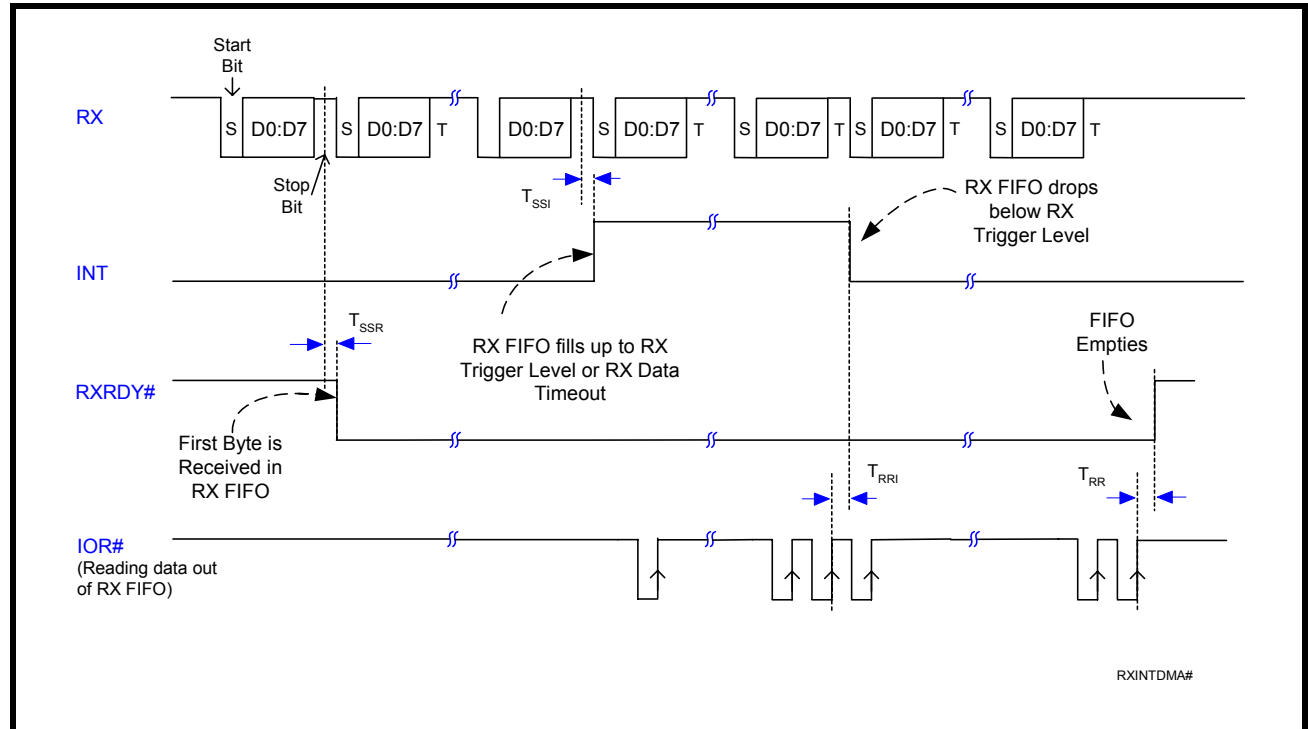 Start
Bit
RX
S D0:D7 S D0:D7 T D0:D7 S D0:D7 T S D0:D7 T S D0:D7 T S D0:D7 T
Stop
Bit
TSSI
RX FIFO drops
below RX
Trigger Level
INT
TSSR
RX FIFO fills up to RX
Trigger Level or RX Data
Timeout
FIFO
Empties
RXRDY#
First Byte is
Received in
RX FIFO
TRRI
TRR
IOR#
(Reading data out
of RX FIFO)
RXINTDMA#